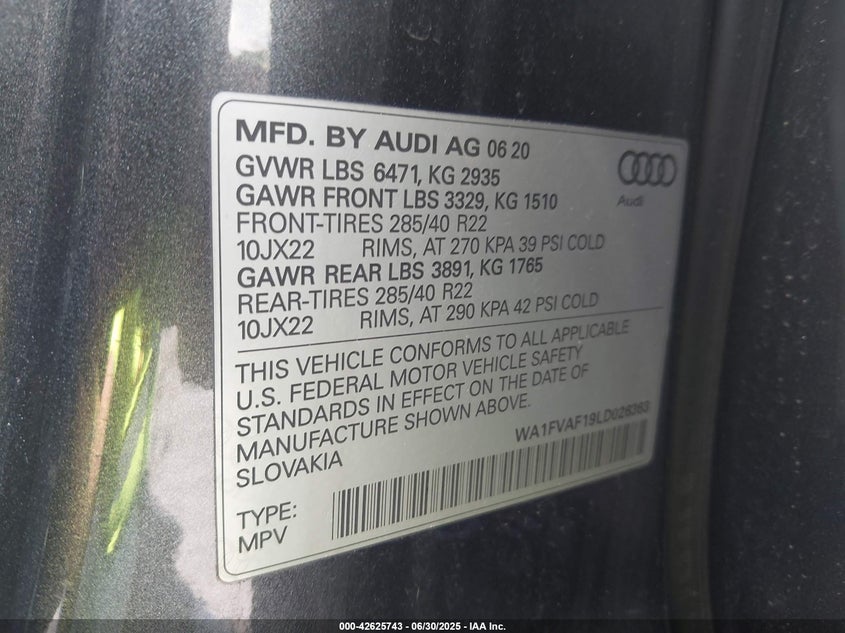 MFD. BY AUDI AG 06 20
GVWR LBS 6471, KG 2935
GAWR FRONT LBS 3329, KG 1510
FRONT-TIRES 285/40 R22
10JX22 RIMS, AT 270 KPA 39 PSI COLD
GAWR REAR LBS 3891, KG 1765
REAR-TIRES 285/40 R22
10JX22 RIMS, AT 290 KPA 42 PSI COLD
Audi
THIS VEHICLE CONFORMS TO ALL APPLICABLE
U.S. FEDERAL MOTOR VEHICLE SAFETY
STANDARDS IN EFFECT ON THE DATE OF
MANUFACTURE SHOWN ABOVE.
SLOVAKIA
WA1FVAF19LD026363
TYPE:
MPV
000-42625743 - 06/30/2025 - IAA Inc.